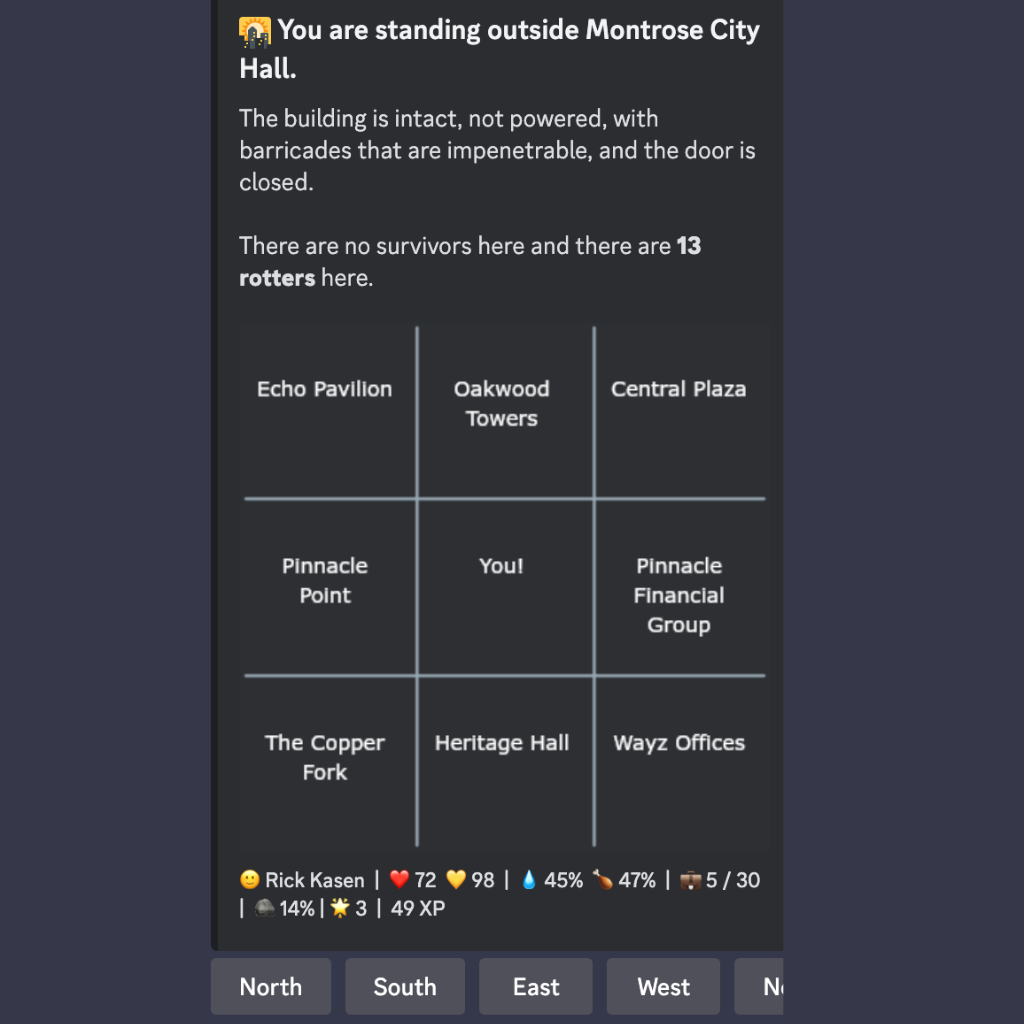 You are standing outside Montrose City
Hall.
The building is intact, not powered, with
barricades that are impenetrable, and the door is
closed.
There are no survivors here and there are 13
rotters here.
Echo Pavilion
Oakwood
Towers
Central Plaza
Pinnacle
Point
You!
Pinnacle
Financial
Group
The Copper
Fork
Heritage Hall
Wayz Offices
Rick Kasen | 72 98 | 45% 47% | 5 / 30
| 14% | 3 | 49 XP
North South East West